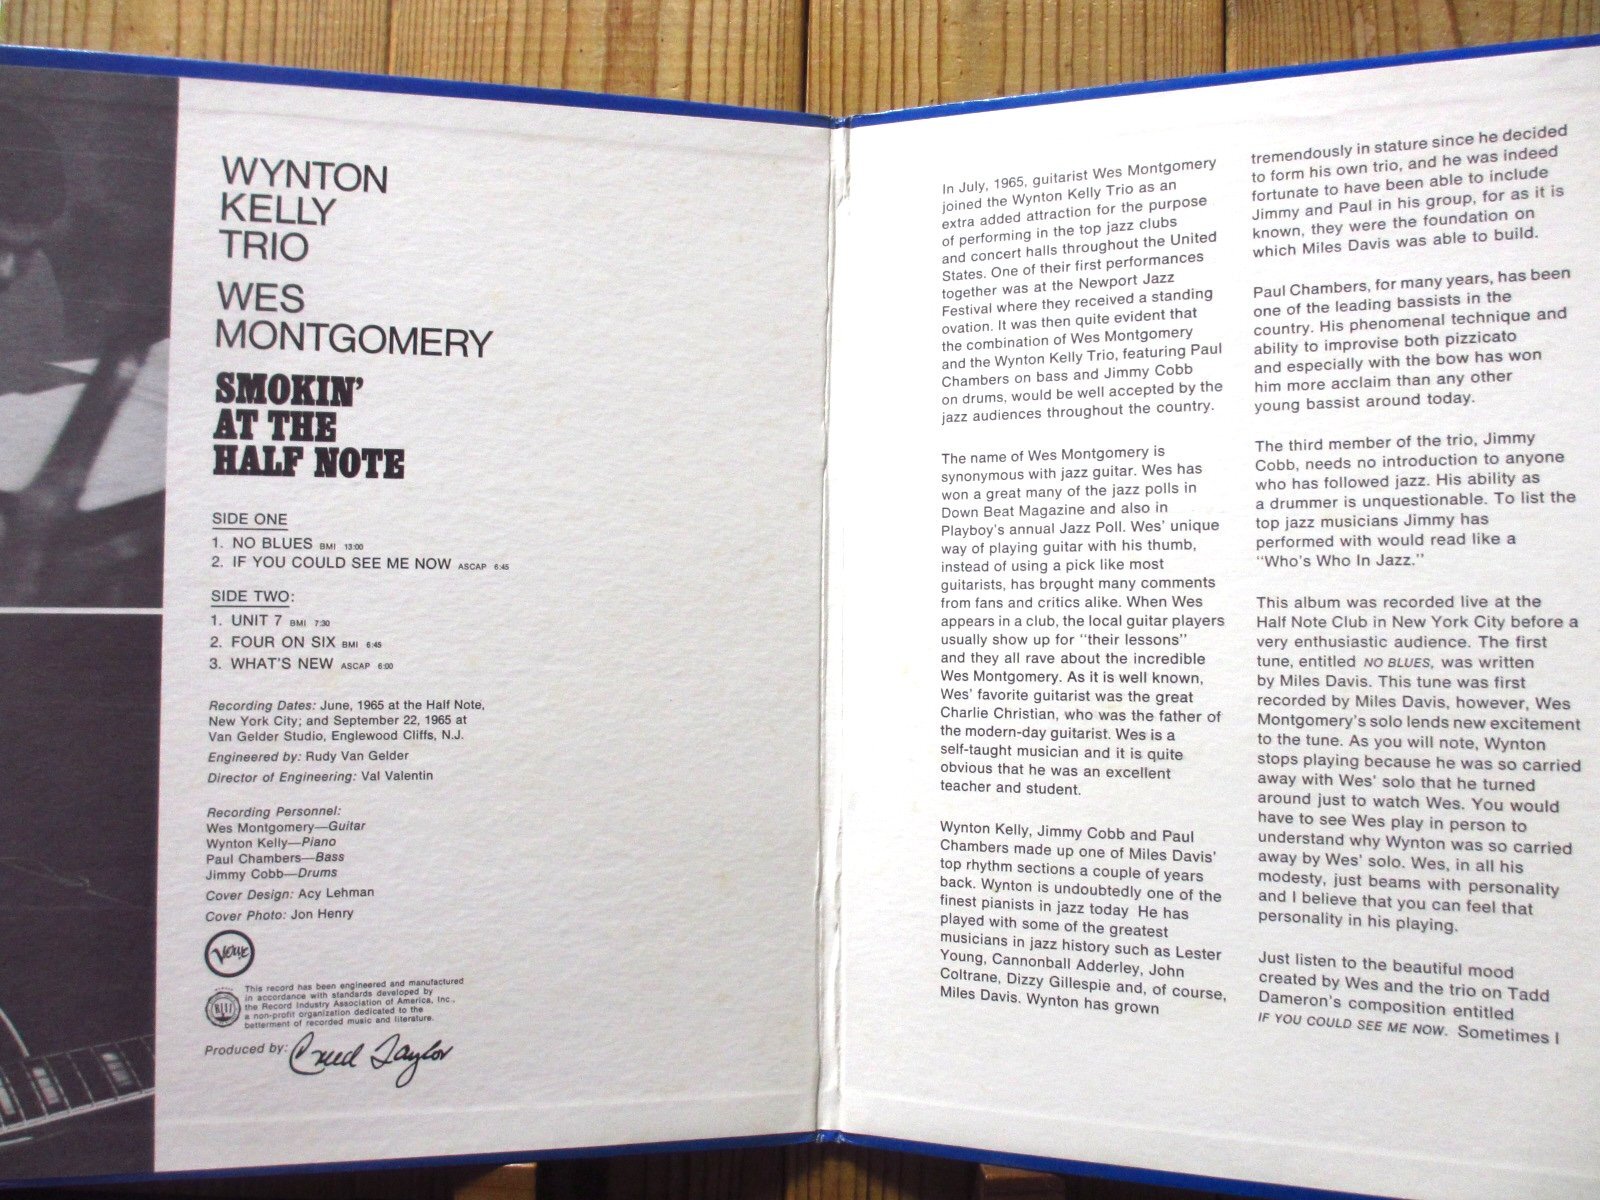 WYNTON
KELLY
TRIO
WES
MONTGOMERY
SMOKIN'
AT THE
HALF NOTE
SIDE ONE
1. NO BLUES BMI 13:00
2. IF YOU COULD SEE ME NOW ASCAP 6:45
SIDE TWO:
1. UNIT 7 BMI 7:30
2. FOUR ON SIX BMI 6:45
3. WHAT'S NEW ASCAP 6:00
Recording Dates: June, 1965 at the Half Note,
New York City; and September 22, 1965 at
Van Gelder Studio, Englewood Cliffs, N.J.
Engineered by: Rudy Van Gelder
Director of Engineering: Val Valentin
Recording Personnel:
Wes Montgomery—Guitar
Wynton Kelly—Piano
Paul Chambers—Bass
Jimmy Cobb—Drums
Cover Design: Acy Lehman
Cover Photo: Jon Henry
Verve
This record has been engineered and manufactured
in accordance with standards developed by
the Record Industry Association of America, Inc.,
a non-profit organization dedicated to the
betterment of recorded music and literature.
Produced by: Creed Taylor
In July, 1965, guitarist Wes Montgomery
joined the Wynton Kelly Trio as an
extra added attraction for the purpose
of performing in the top jazz clubs
and concert halls throughout the United
States. One of their first performances
together was at the Newport Jazz
Festival where they received a standing
ovation. It was then quite evident that
the combination of Wes Montgomery
and the Wynton Kelly Trio, featuring Paul
Chambers on bass and Jimmy Cobb
on drums, would be well accepted by the
jazz audiences throughout the country.
The name of Wes Montgomery is
synonymous with jazz guitar. Wes has
won a great many of the jazz polls in
Down Beat Magazine and also in
Playboy's annual Jazz Poll. Wes' unique
way of playing guitar with his thumb,
instead of using a pick like most
guitarists, has brought many comments
from fans and critics alike. When Wes
appears in a club, the local guitar players
usually show up for "their lessons"
and they all rave about the incredible
Wes Montgomery. As it is well known,
Wes' favorite guitarist was the great
Charlie Christian, who was the father of
the modern-day guitarist. Wes is a
self-taught musician and it is quite
obvious that he was an excellent
teacher and student.
Wynton Kelly, Jimmy Cobb and Paul
Chambers made up one of Miles Davis'
top rhythm sections a couple of years
back. Wynton is undoubtedly one of the
finest pianists in jazz today He has
played with some of the greatest
musicians in jazz history such as Lester
Young, Cannonball Adderley, John
Coltrane, Dizzy Gillespie and, of course,
Miles Davis. Wynton has grown
tremendously in stature since he decided
to form his own trio, and he was indeed
fortunate to have been able to include
Jimmy and Paul in his group, for as it is
known, they were the foundation on
which Miles Davis was able to build.
Paul Chambers, for many years, has been
one of the leading bassists in the
country. His phenomenal technique and
ability to improvise both pizzicato
and especially with the bow has won
him more acclaim than any other
young bassist around today.
The third member of the trio, Jimmy
Cobb, needs no introduction to anyone
who has followed jazz. His ability as
a drummer is unquestionable. To list the
top jazz musicians Jimmy has
performed with would read like a
"Who's Who In Jazz."
This album was recorded live at the
Half Note Club in New York City before a
very enthusiastic audience. The first
tune, entitled NO BLUES, was written
by Miles Davis. This tune was first
recorded by Miles Davis, however, Wes
Montgomery's solo lends new excitement
to the tune. As you will note, Wynton
stops playing because he was so carried
away with Wes' solo that he turned
around just to watch Wes. You would
have to see Wes play in person to
understand why Wynton was so carried
away by Wes' solo. Wes, in all his
modesty, just beams with personality
and I believe that you can feel that
personality in his playing.
Just listen to the beautiful mood
created by Wes and the trio on Tadd
Dameron's composition entitled
IF YOU COULD SEE ME NOW. Sometimes I